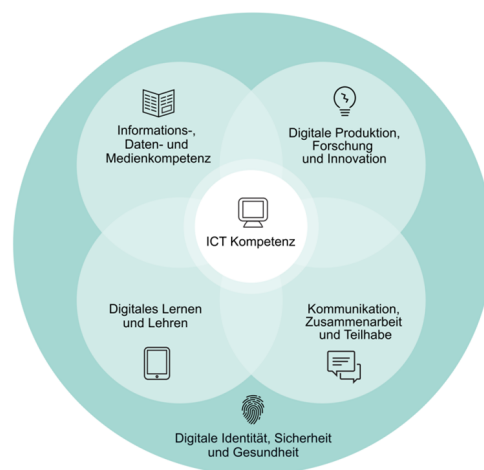 Informations-,
Daten- und
Medienkompetenz
Digitale Produktion,
Forschung
und Innovation
ICT Kompetenz
Digitales Lernen
und Lehren
Kommunikation,
Zusammenarbeit
und Teilhabe
Digitale Identität, Sicherheit
und Gesundheit